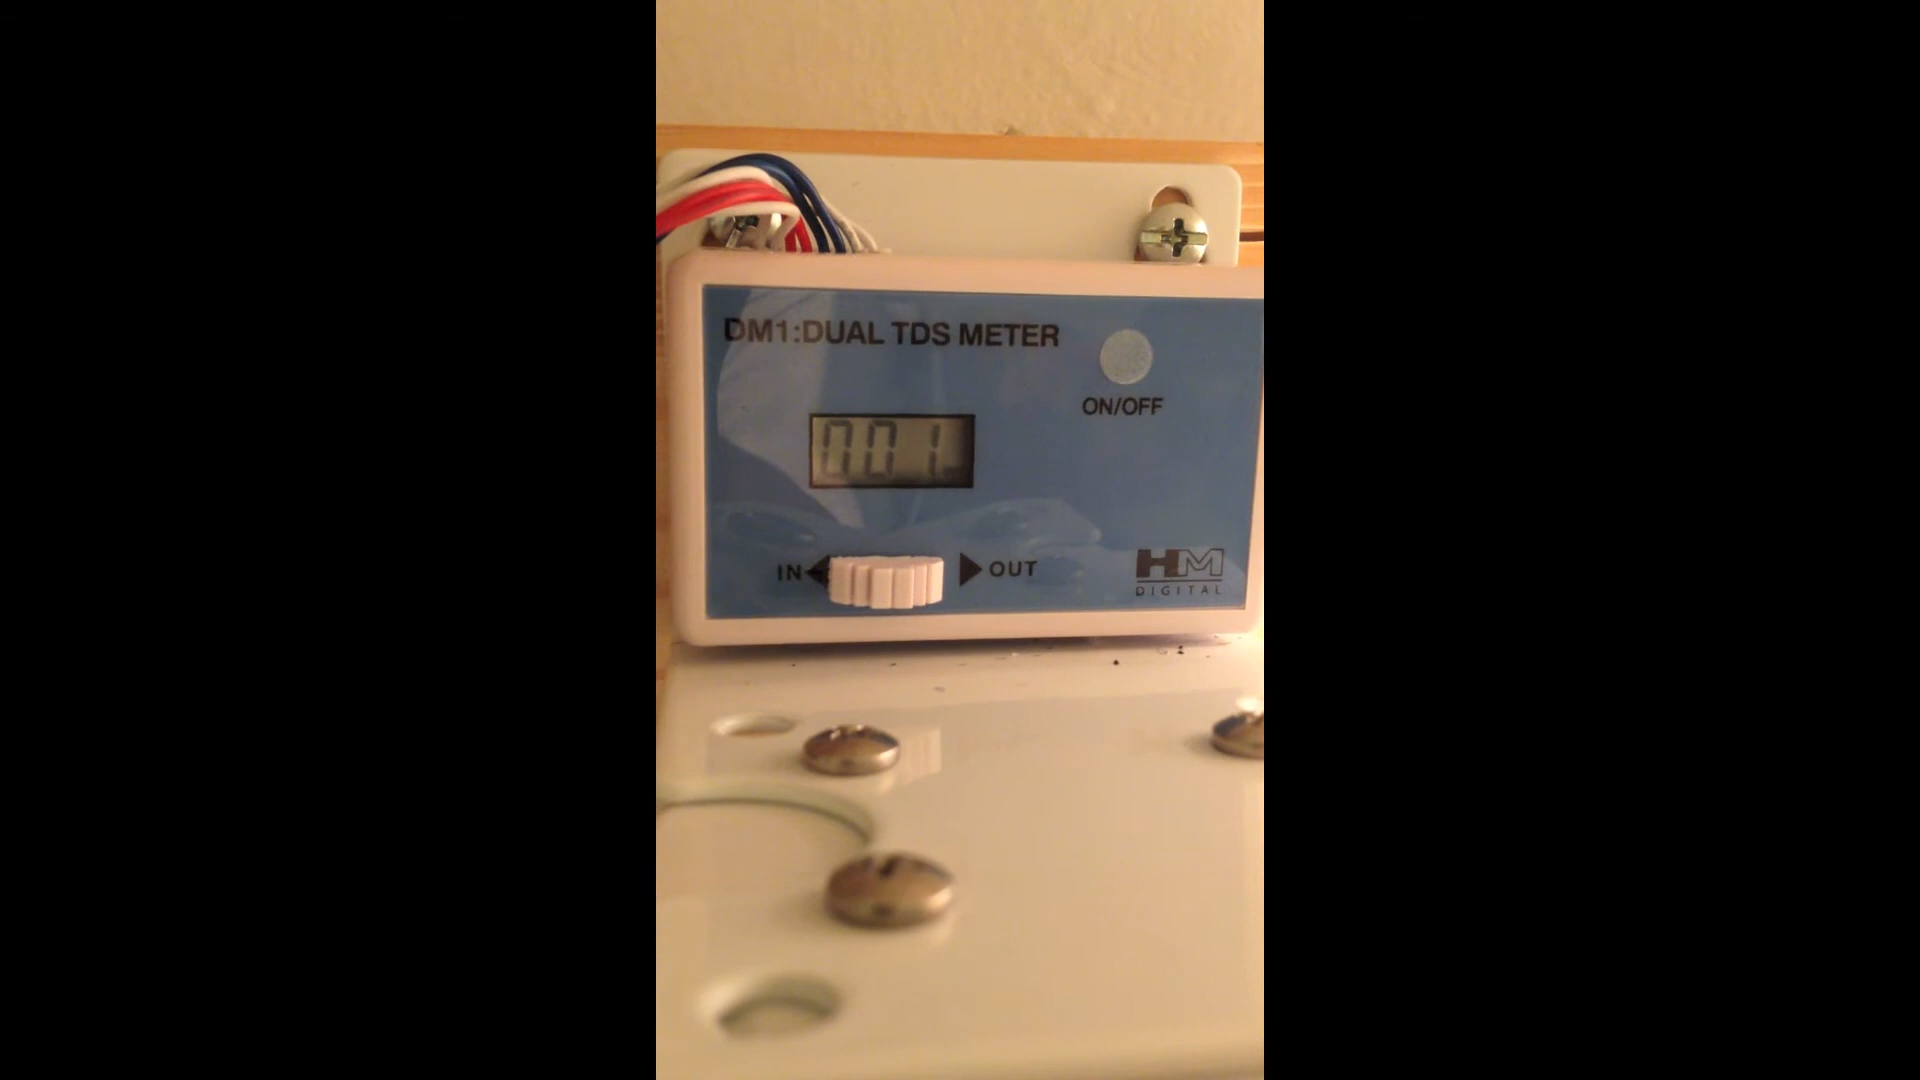 DM1:DUAL TDS METER
ON/OFF
001
IN OUT
HM
DIGITAL